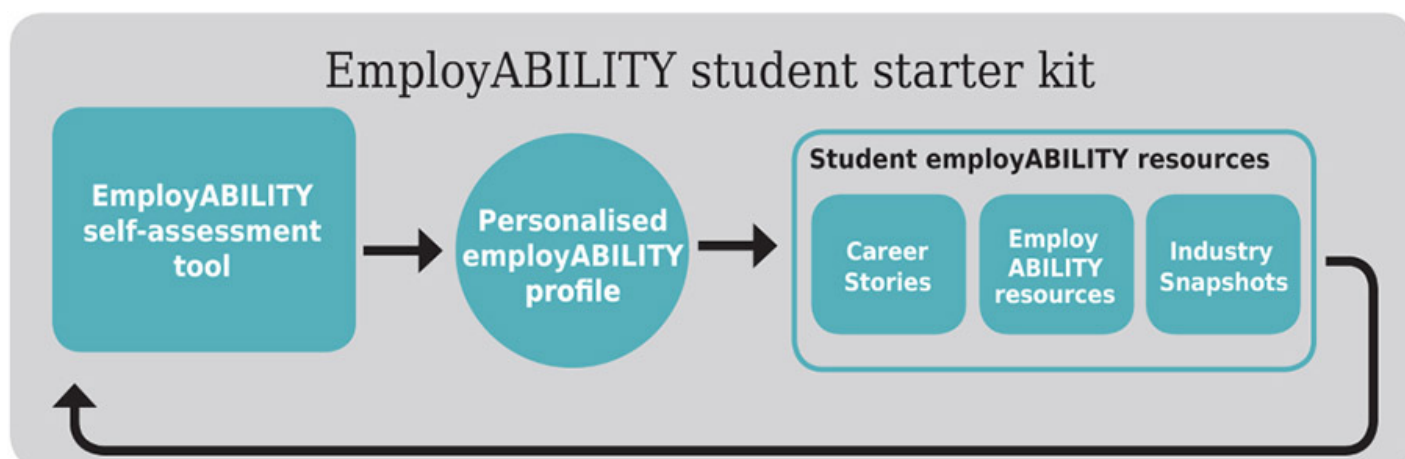 EmployABILITY student starter kit
EmployABILITY
self-assessment
tool
Personalised
employABILITY
profile
Student employABILITY resources
Career
Stories
Employ
ABILITY
resources
Industry
Snapshots